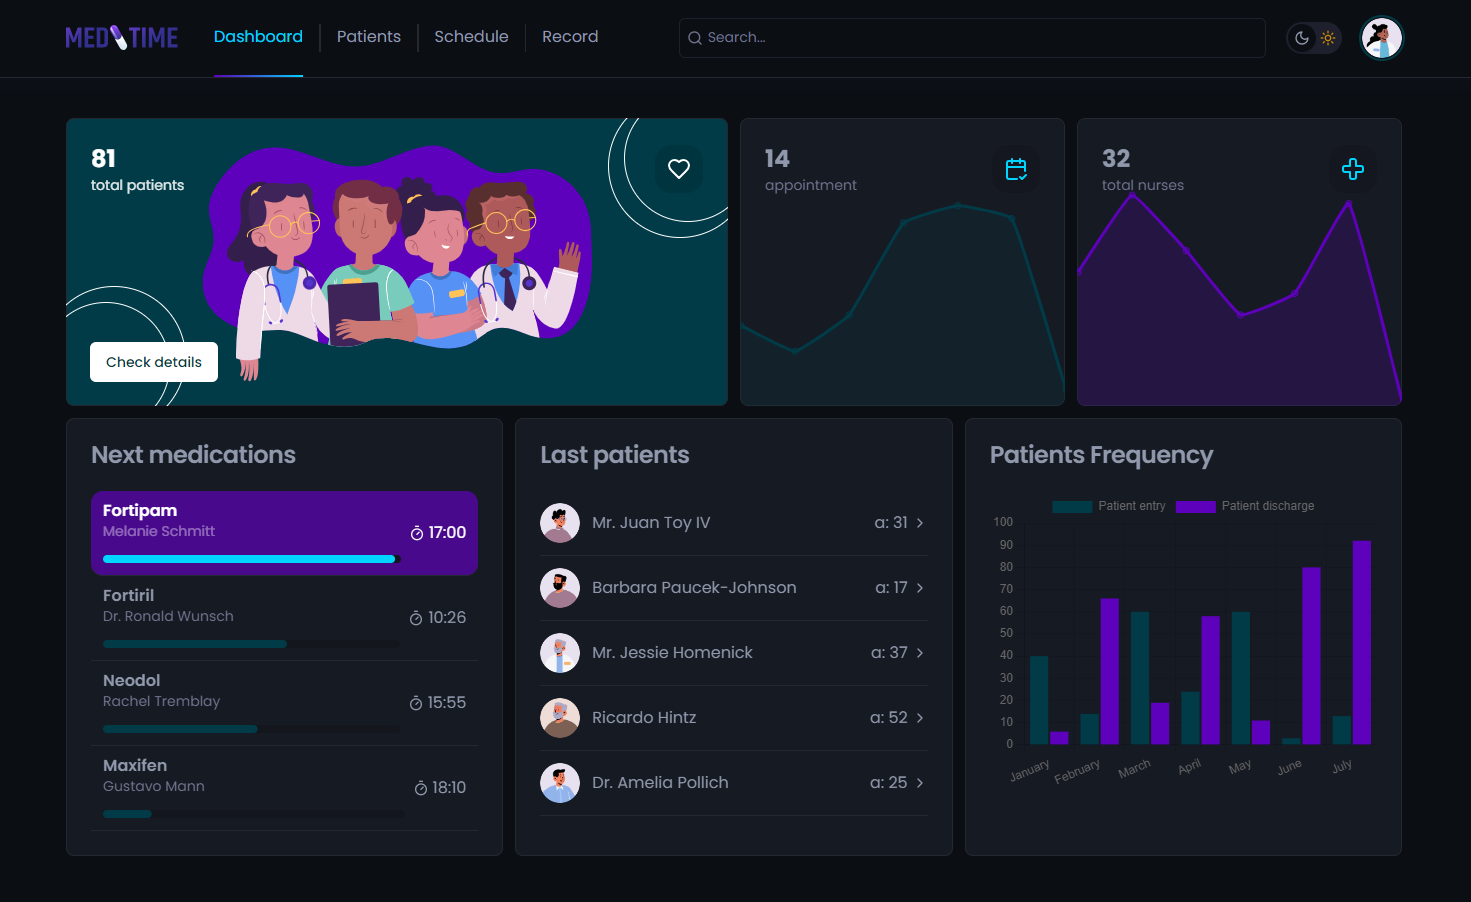 MED TIME
Dashboard
Patients
Schedule
Record
Search...
81
total patients
Check details
14
appointment
32
total nurses
Next medications
Fortipam
Melanie Schmitt
17:00
Fortiril
Dr. Ronald Wunsch
10:26
Neodol
Rachel Tremblay
15:55
Maxifen
Gustavo Mann
18:10
Last patients
Mr. Juan Toy IV
a: 31
Barbara Paucek-Johnson
a: 17
Mr. Jessie Homenick
a: 37
Ricardo Hintz
a: 52
Dr. Amelia Pollich
a: 25
Patients Frequency
Patient entry
Patient discharge
100
90
80
70
60
50
40
30
20
10
0
January
February
March
April
May
June
July